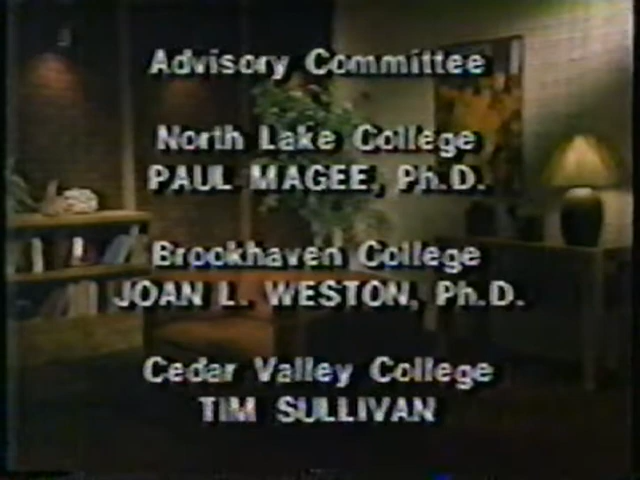 Advisory Committee
North Lake College
PAUL MAGEE, Ph.D.
Brookhaven College
JOAN L. WESTON, Ph.D.
Cedar Valley College
TIM SULLIVAN